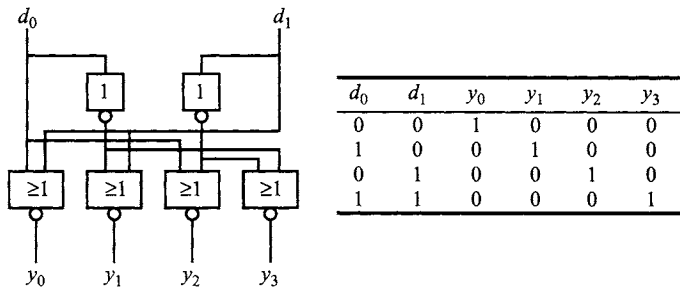 d₀ d₁
1 1
≥1 ≥1 ≥1 ≥1
y₀ y₁ y₂ y₃
d₀ d₁ y₀ y₁ y₂ y₃
0 0 1 0 0 0
1 0 0 1 0 0
0 1 0 0 1 0
1 1 0 0 0 1